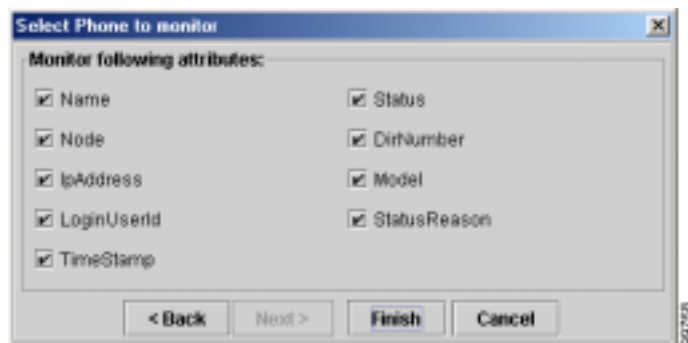 Select Phone to monitor
Monitor following attributes:
Name
Status
Node
DirNumber
IpAddress
Model
LoginUserId
StatusReason
TimeStamp
< Back Next > Finish Cancel